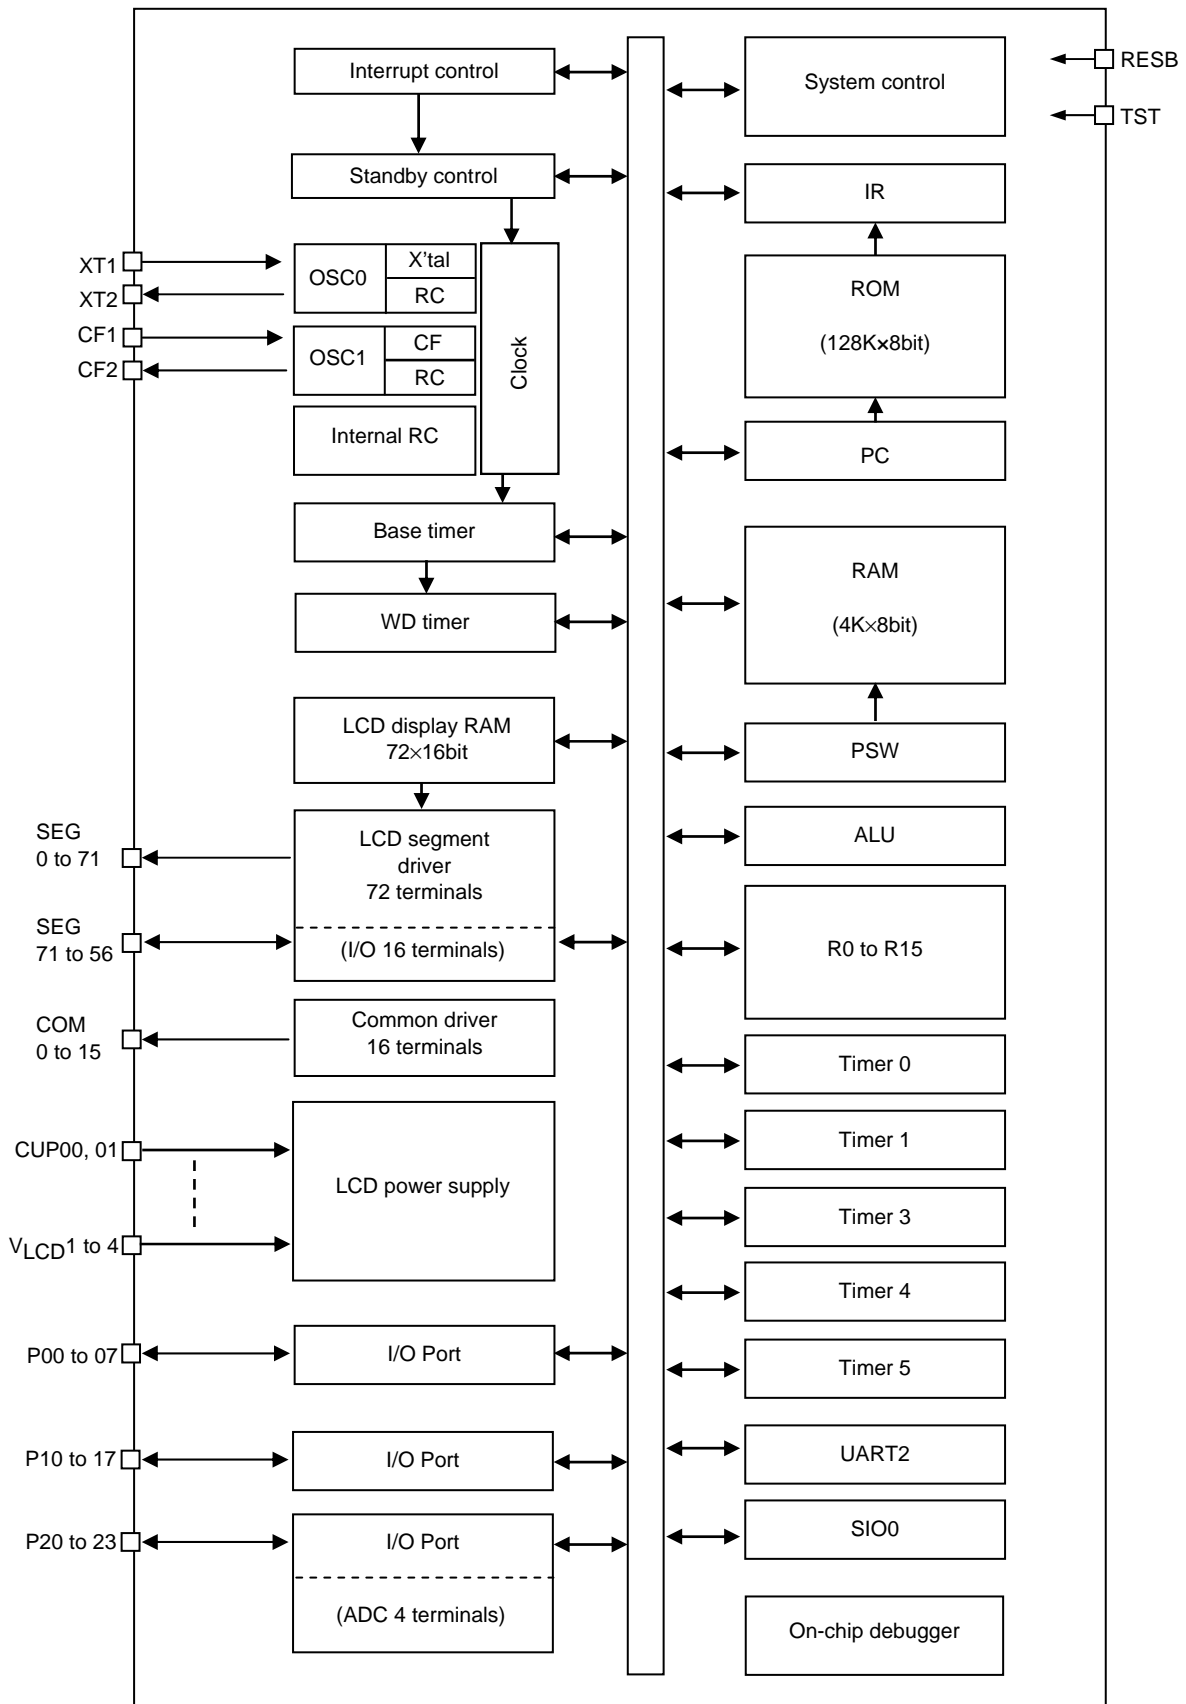 Interrupt control
Standby control
XT1
XT2
CF1
CF2
OSC0
X'tal
RC
OSC1
CF
RC
Internal RC
Clock
Base timer
WD timer
LCD display RAM
72×16bit
SEG
0 to 71
LCD segment
driver
72 terminals
SEG
71 to 56
(I/O 16 terminals)
COM
0 to 15
Common driver
16 terminals
CUP00, 01
LCD power supply
VLCD1 to 4
P00 to 07
I/O Port
P10 to 17
I/O Port
P20 to 23
I/O Port
(ADC 4 terminals)
System control
RESB
TST
IR
ROM
(128K×8bit)
PC
RAM
(4K×8bit)
PSW
ALU
R0 to R15
Timer 0
Timer 1
Timer 3
Timer 4
Timer 5
UART2
SIO0
On-chip debugger